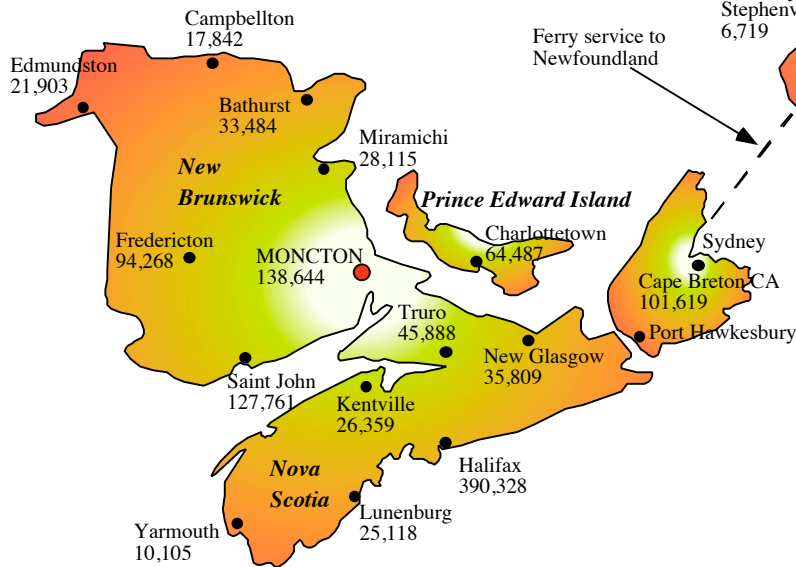 Campbellton
17,842
Stephenv
6,719
Ferry service to
Newfoundland
Edmundston
21,903
Bathurst
33,484
Miramichi
28,115
New
Brunswick
Prince Edward Island
Fredericton
94,268
MONCTON
138,644
Charlottetown
64,487
Sydney
Cape Breton CA
101,619
Truro
45,888
Port Hawkesbury
New Glasgow
35,809
Saint John
127,761
Kentville
26,359
Halifax
390,328
Nova
Scotia
Lunenburg
25,118
Yarmouth
10,105